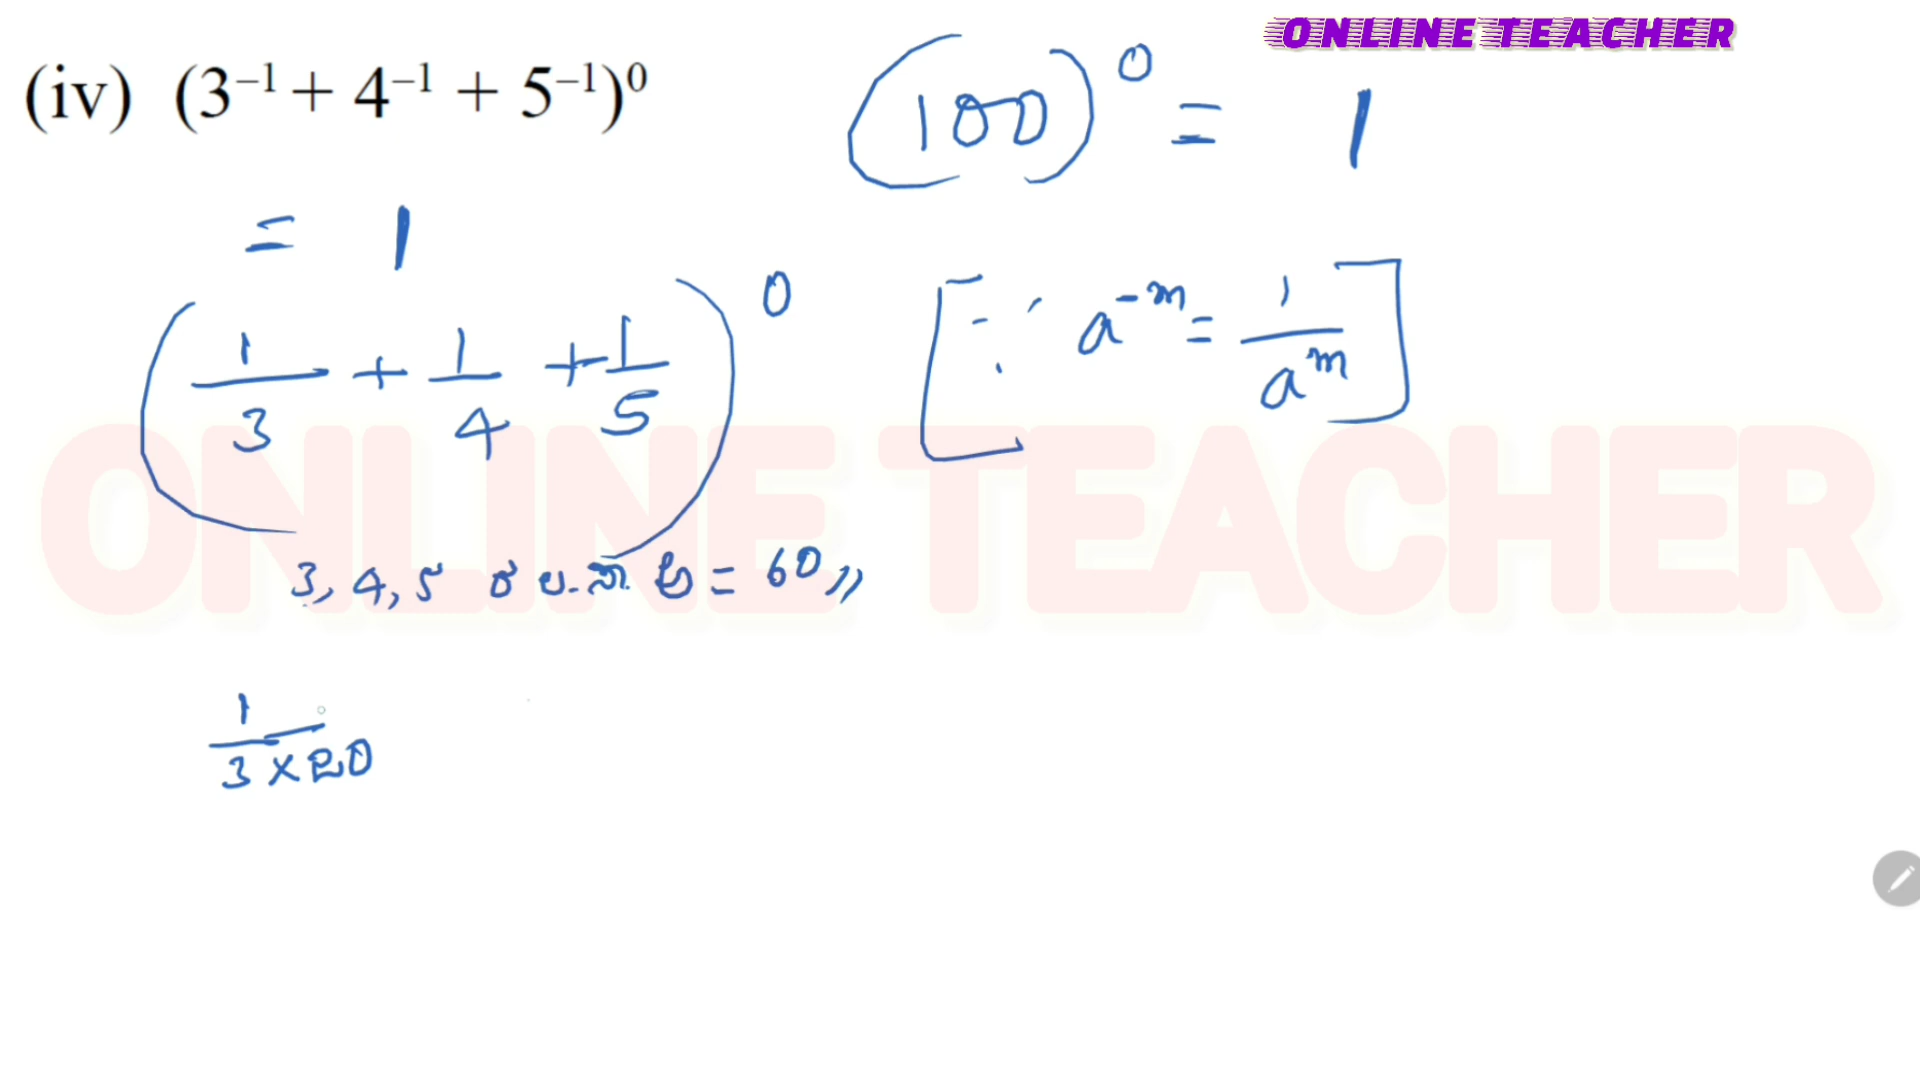 ONLINE TEACHER
(iv) (3⁻¹ + 4⁻¹ + 5⁻¹)⁰
(100)⁰ = 1
= 1
(1/3 + 1/4 + 1/5)⁰
[∵ a⁻ᵐ = 1/aᵐ]
ONLINE TEACHER
3, 4, 5 ರ ಲ.ಸಾ.ಅ = 60 //
1/3 × /20